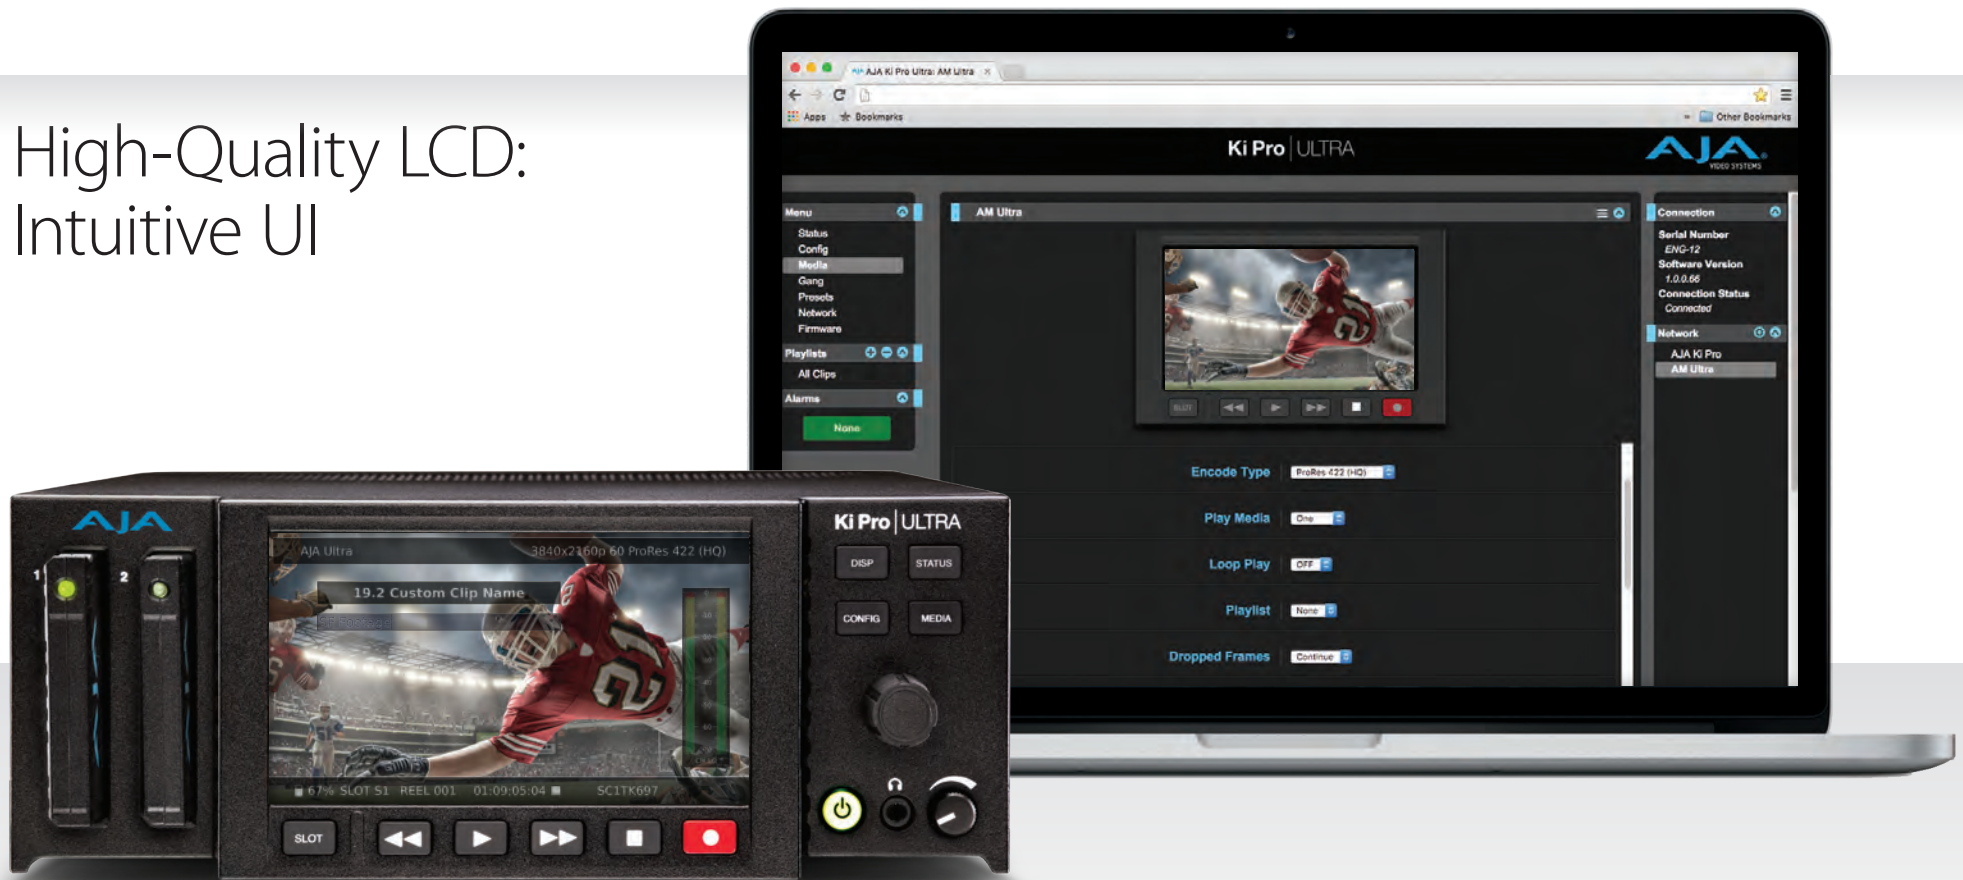 High-Quality LCD:
Intuitive UI
AJA Ki Pro Ultra: AM Ultra
Apps
Bookmarks
Other Bookmarks
Ki Pro ULTRA
AJA
VIDEO SYSTEMS
Menu
Status
Config
Media
Gang
Presets
Network
Firmware
Playlists
All Clips
Alarms
None
AM Ultra
SLOT
Encode Type ProRes 422 (HQ)
Play Media One
Loop Play OFF
Playlist None
Dropped Frames Continue
Connection
Serial Number
ENG-12
Software Version
1.0.0.66
Connection Status
Connected
Network
AJA Ki Pro
AM Ultra
AJA
1
2
AJA Ultra 3840x2160p 60 ProRes 422 (HQ)
19.2 Custom Clip Name
67% SLOT S1 REEL 001 01:09:05:04 SC1TK697
SLOT
Ki Pro ULTRA
DISP STATUS
CONFIG MEDIA
21
21